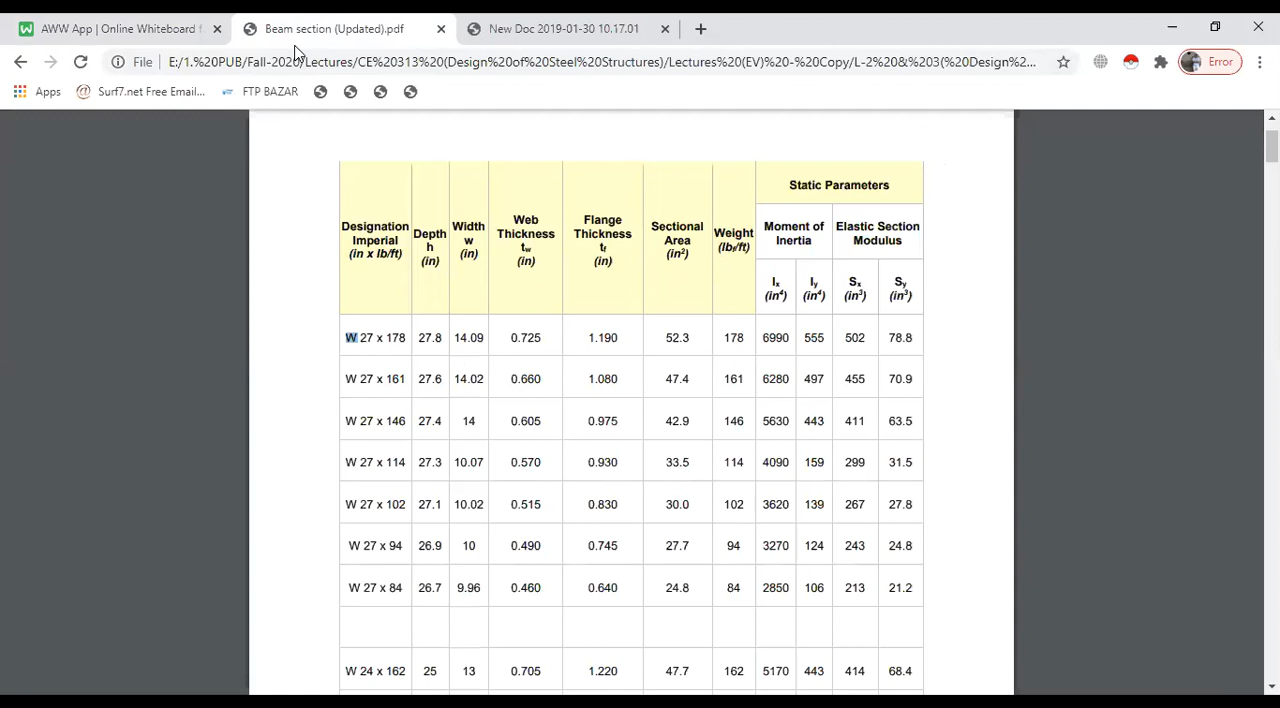 AWW App | Online Whiteboard f
Beam section (Updated).pdf
New Doc 2019-01-30 10.17.01
File | E:/1.%20PUB/Fall-2020/Lectures/CE%20313%20(Design%20of%20Steel%20Structures)/Lectures%20(EV)%20-%20Copy/L-2%20&%203(%20Design%2...
Error
Apps
Surf7.net Free Email...
FTP BAZAR
Designation Imperial (in x lb/ft)
Depth h (in)
Width w (in)
Web Thickness tw (in)
Flange Thickness tf (in)
Sectional Area (in²)
Weight (lbf/ft)
Static Parameters
Moment of Inertia
Elastic Section Modulus
Ix (in⁴)
Iy (in⁴)
Sx (in³)
Sy (in³)
W 27 x 178 27.8 14.09 0.725 1.190 52.3 178 6990 555 502 78.8
W 27 x 161 27.6 14.02 0.660 1.080 47.4 161 6280 497 455 70.9
W 27 x 146 27.4 14 0.605 0.975 42.9 146 5630 443 411 63.5
W 27 x 114 27.3 10.07 0.570 0.930 33.5 114 4090 159 299 31.5
W 27 x 102 27.1 10.02 0.515 0.830 30.0 102 3620 139 267 27.8
W 27 x 94 26.9 10 0.490 0.745 27.7 94 3270 124 243 24.8
W 27 x 84 26.7 9.96 0.460 0.640 24.8 84 2850 106 213 21.2
W 24 x 162 25 13 0.705 1.220 47.7 162 5170 443 414 68.4